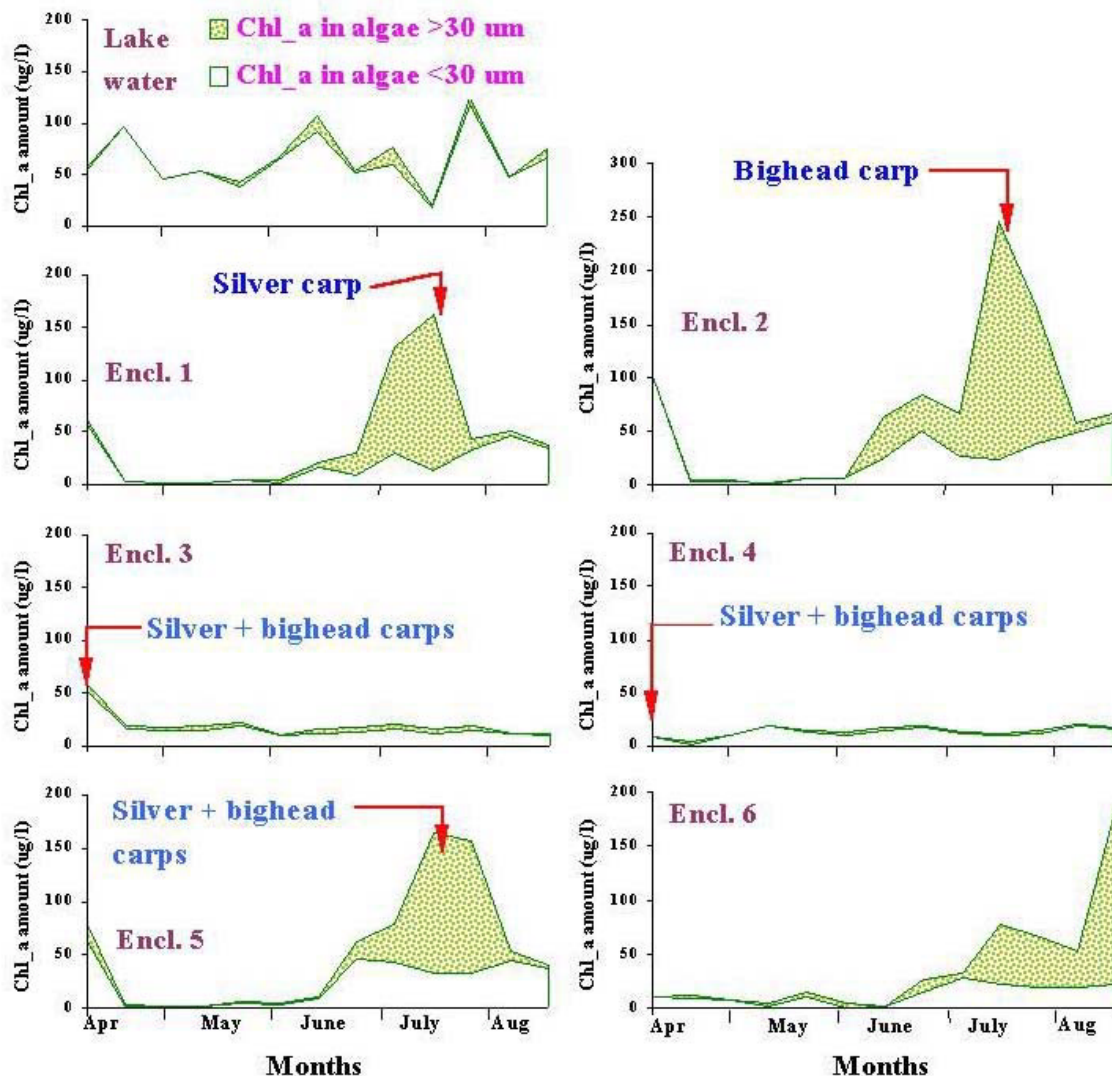 200
150
100
50
0
Chl_a amount (ug/l)
Lake
water
Chl_a in algae >30 um
Chl_a in algae <30 um
200
150
100
50
0
Chl_a amount (ug/l)
Silver carp
Encl. 1
300
250
200
150
100
50
0
Chl_a amount (ug/l)
Bighead carp
Encl. 2
200
150
100
50
0
Chl_a amount (ug/l)
Encl. 3
Silver + bighead carps
200
150
100
50
0
Chl_a amount (ug/l)
Encl. 4
Silver + bighead carps
200
150
100
50
0
Chl_a amount (ug/l)
Silver + bighead
carps
Encl. 5
Apr May June July Aug
Months
200
150
100
50
0
Chl_a amount (ug/l)
Encl. 6
Apr May June July Aug
Months